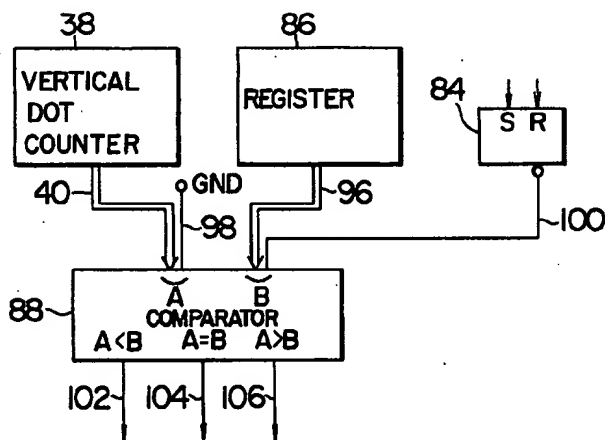 38
86
84
VERTICAL
DOT
COUNTER
REGISTER
S R
40
GND
98
96
100
88
A B
COMPARATOR
A<B A=B A>B
102
104
106